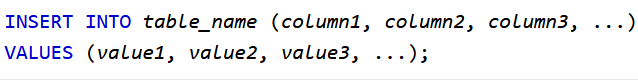 INSERT INTO table_name (column1, column2, column3, ...)
VALUES (value1, value2, value3, ...);